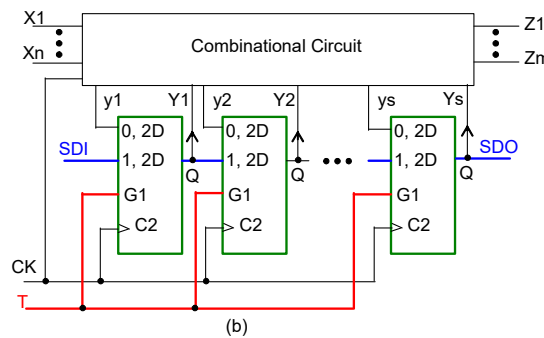 X1
Xn
Combinational Circuit
Z1
Zm
y1 Y1 y2 Y2 ys Ys
0, 2D 0, 2D 0, 2D
SDI 1, 2D 1, 2D 1, 2D SDO
Q Q Q
G1 G1 G1
C2 C2 C2
CK
T
(b)